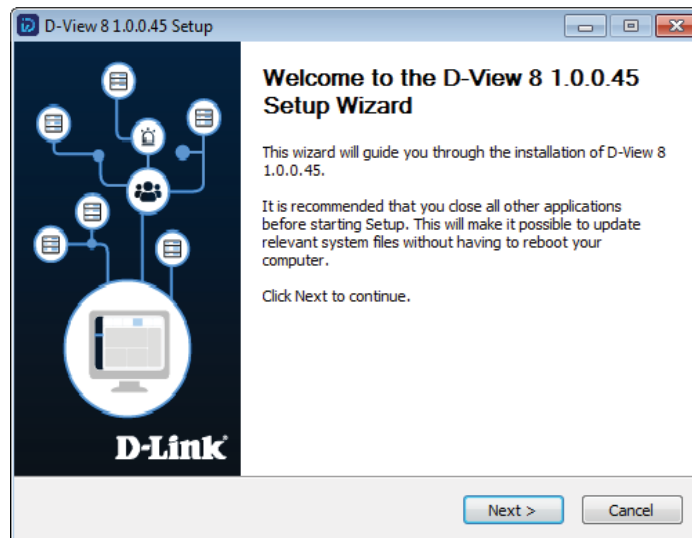 D-View 8 1.0.0.45 Setup
Welcome to the D-View 8 1.0.0.45
Setup Wizard
This wizard will guide you through the installation of D-View 8
1.0.0.45.
It is recommended that you close all other applications
before starting Setup. This will make it possible to update
relevant system files without having to reboot your
computer.
Click Next to continue.
D-Link
Next >
Cancel